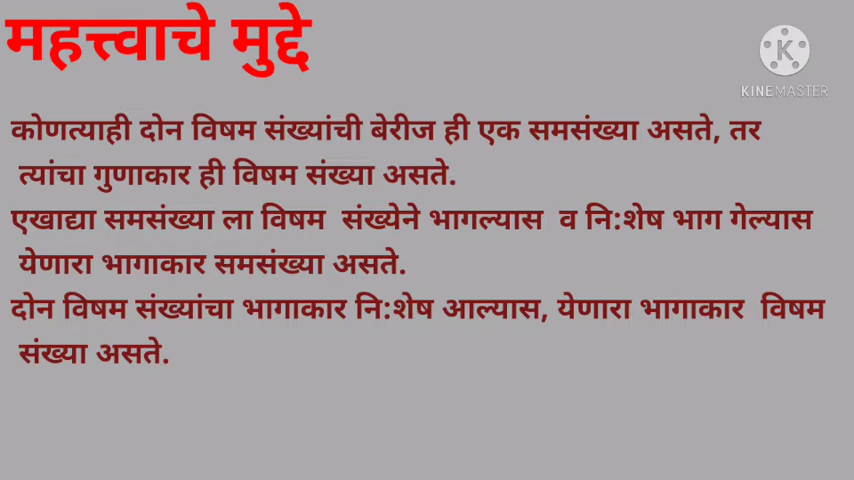 महत्त्वाचे मुद्दे
KINEMASTER
कोणत्याही दोन विषम संख्यांची बेरीज ही एक समसंख्या असते, तर
त्यांचा गुणाकार ही विषम संख्या असते.
एखाद्या समसंख्या ला विषम संख्येने भागल्यास व नि:शेष भाग गेल्यास
येणारा भागाकार समसंख्या असते.
दोन विषम संख्यांचा भागाकार नि:शेष आल्यास, येणारा भागाकार विषम
संख्या असते.